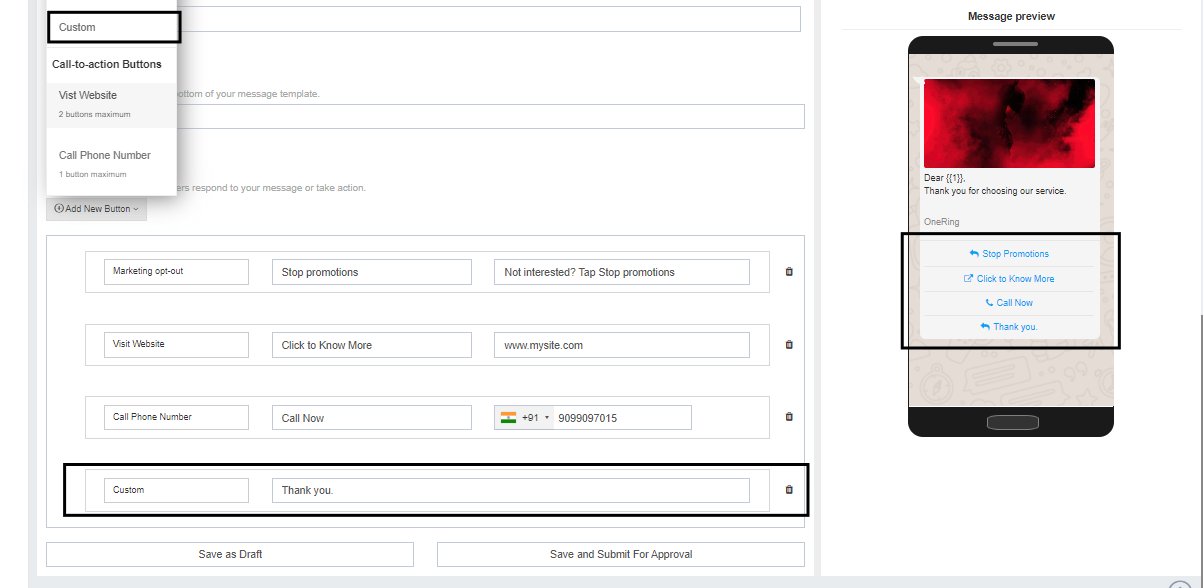 Custom
Call-to-action Buttons
Vist Website
2 buttons maximum
Call Phone Number
1 button maximum
ottom of your message template.
ers respond to your message or take action.
Add New Button
Marketing opt-out
Stop promotions
Not interested? Tap Stop promotions
Visit Website
Click to Know More
www.mysite.com
Call Phone Number
Call Now
+91
9099097015
Custom
Thank you.
Save as Draft
Save and Submit For Approval
Message preview
Dear {{1}},
Thank you for choosing our service.
OneRing
Stop Promotions
Click to Know More
Call Now
Thank you.